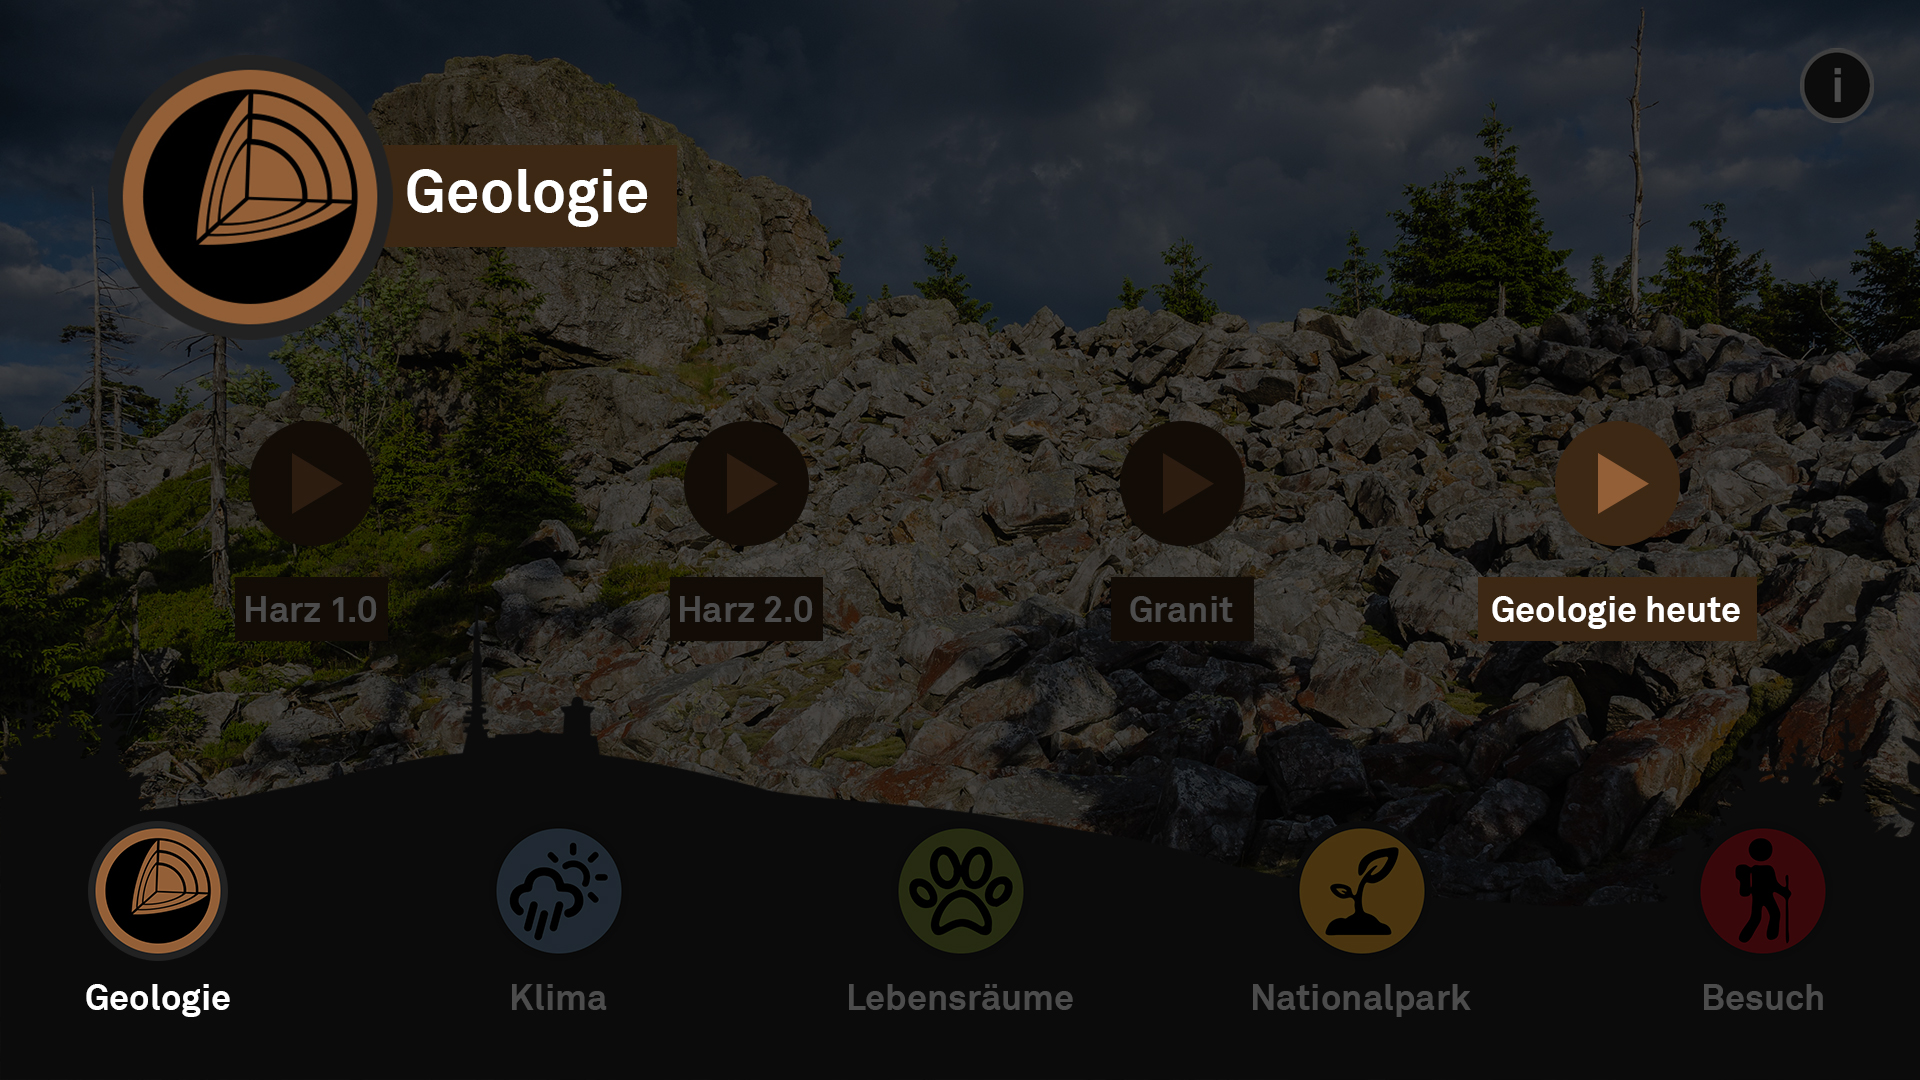 i
Geologie
Harz 1.0
Harz 2.0
Granit
Geologie heute
Geologie
Klima
Lebensräume
Nationalpark
Besuch